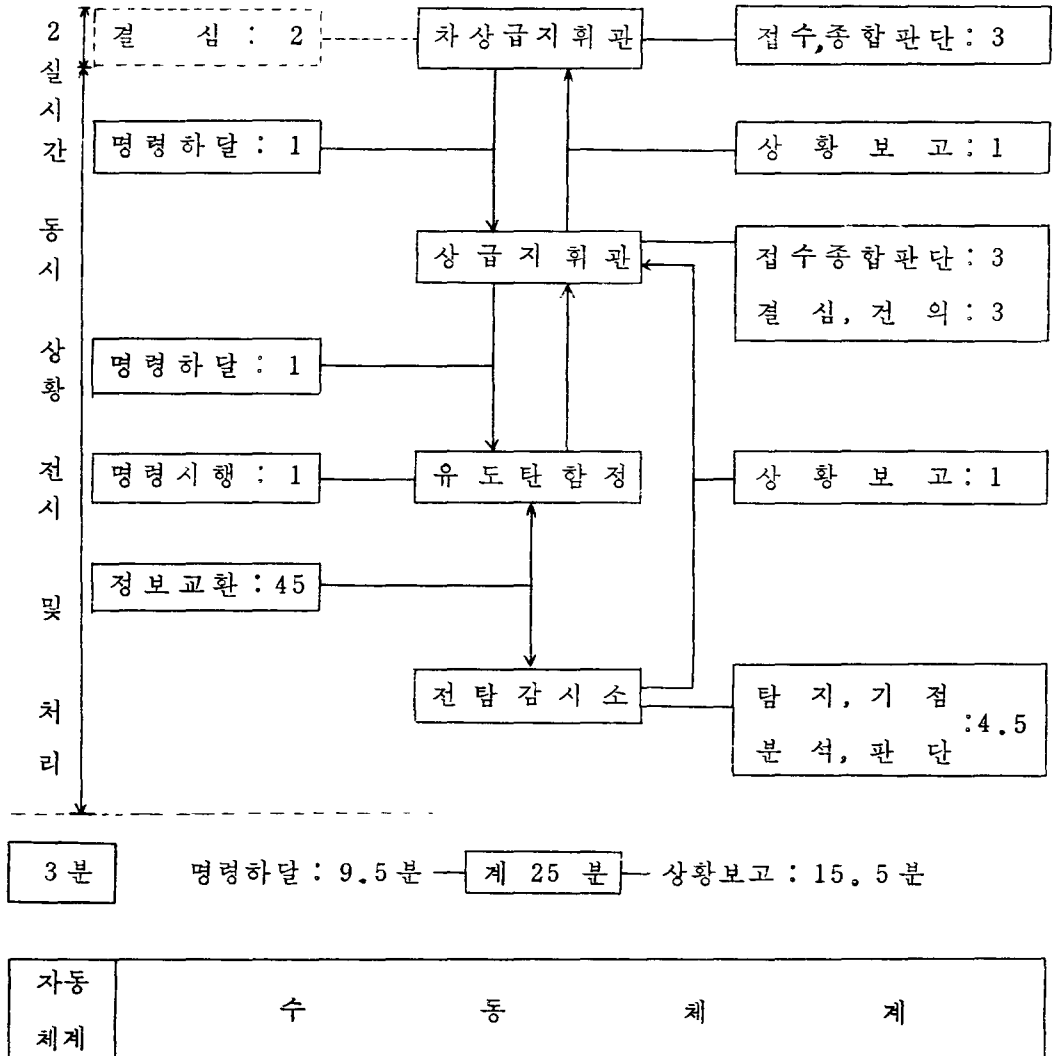 2
실시간 동시 상황 전시 및 처리
결 심 : 2
차상급지휘관
접수,종합판단 : 3
명령하달 : 1
상 황 보 고 : 1
상급지휘관
접수종합판단 : 3
결 심, 건 의 : 3
명령하달 : 1
명령시행 : 1
유도탄함정
상 황 보 고 : 1
정보교환 : 45
전탐감시소
탐 지, 기 점
분 석, 판 단
:4.5
3분
명령하달 : 9.5분
계 25 분
상황보고 : 15.5분
자동
체계
수 동 체 계